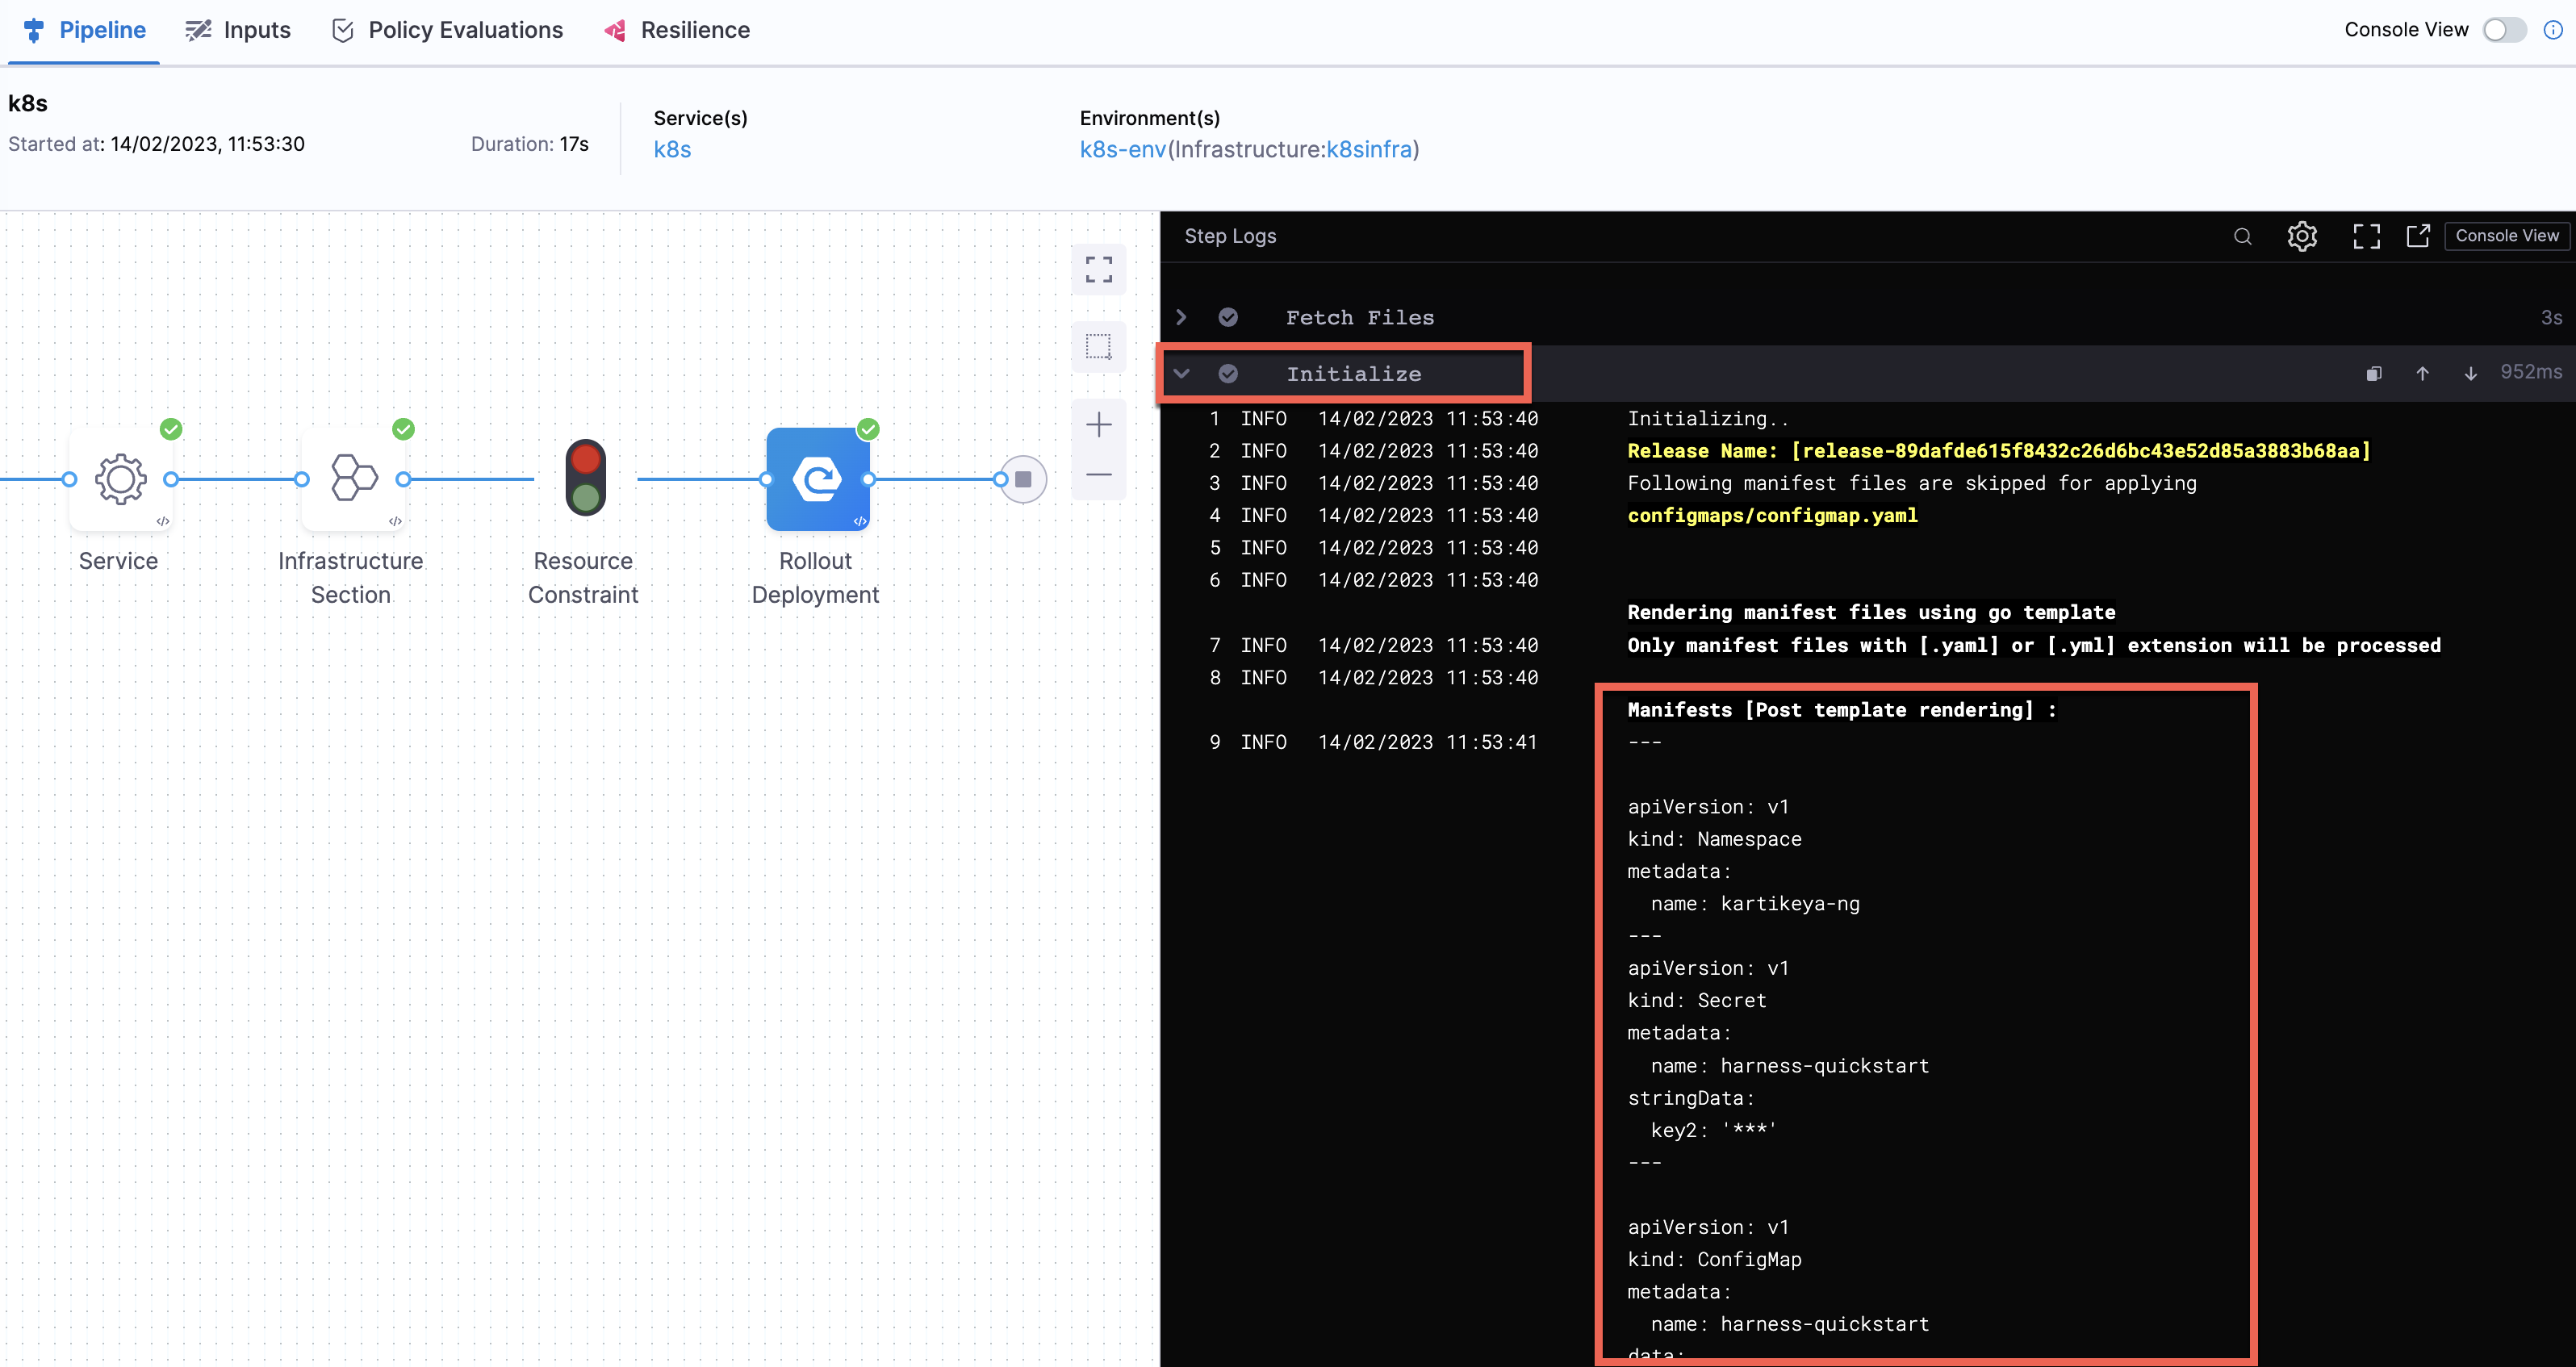 Pipeline
Inputs
Policy Evaluations
Resilience
Console View
k8s
Started at: 14/02/2023, 11:53:30
Duration: 17s
Service(s)
k8s
Environment(s)
k8s-env(Infrastructure:k8sinfra)
Service
Infrastructure
Section
Resource
Constraint
Rollout
Deployment
Step Logs
Console View
Fetch Files 3s
Initialize 952ms
1 INFO 14/02/2023 11:53:40 Initializing..
2 INFO 14/02/2023 11:53:40 Release Name: [release-89dafde615f8432c26d6bc43e52d85a3883b68aa]
3 INFO 14/02/2023 11:53:40 Following manifest files are skipped for applying
4 INFO 14/02/2023 11:53:40 configmaps/configmap.yaml
5 INFO 14/02/2023 11:53:40
6 INFO 14/02/2023 11:53:40
Rendering manifest files using go template
7 INFO 14/02/2023 11:53:40 Only manifest files with [.yaml] or [.yml] extension will be processed
8 INFO 14/02/2023 11:53:40
Manifests [Post template rendering] :
9 INFO 14/02/2023 11:53:41 ---
apiVersion: v1
kind: Namespace
metadata:
name: kartikeya-ng
---
apiVersion: v1
kind: Secret
metadata:
name: harness-quickstart
stringData:
key2: '***'
---
apiVersion: v1
kind: ConfigMap
metadata:
name: harness-quickstart
data: